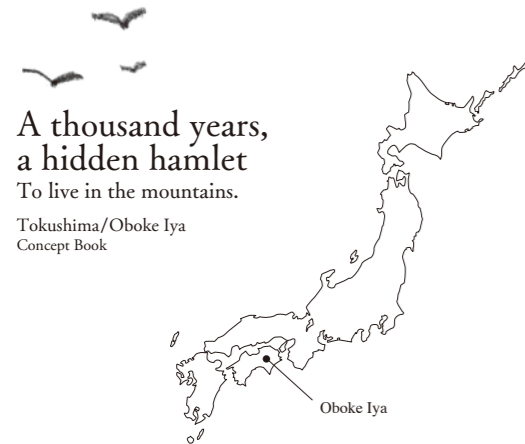 A thousand years,
a hidden hamlet
To live in the mountains.
Tokushima/Oboke Iya
Concept Book
Oboke Iya